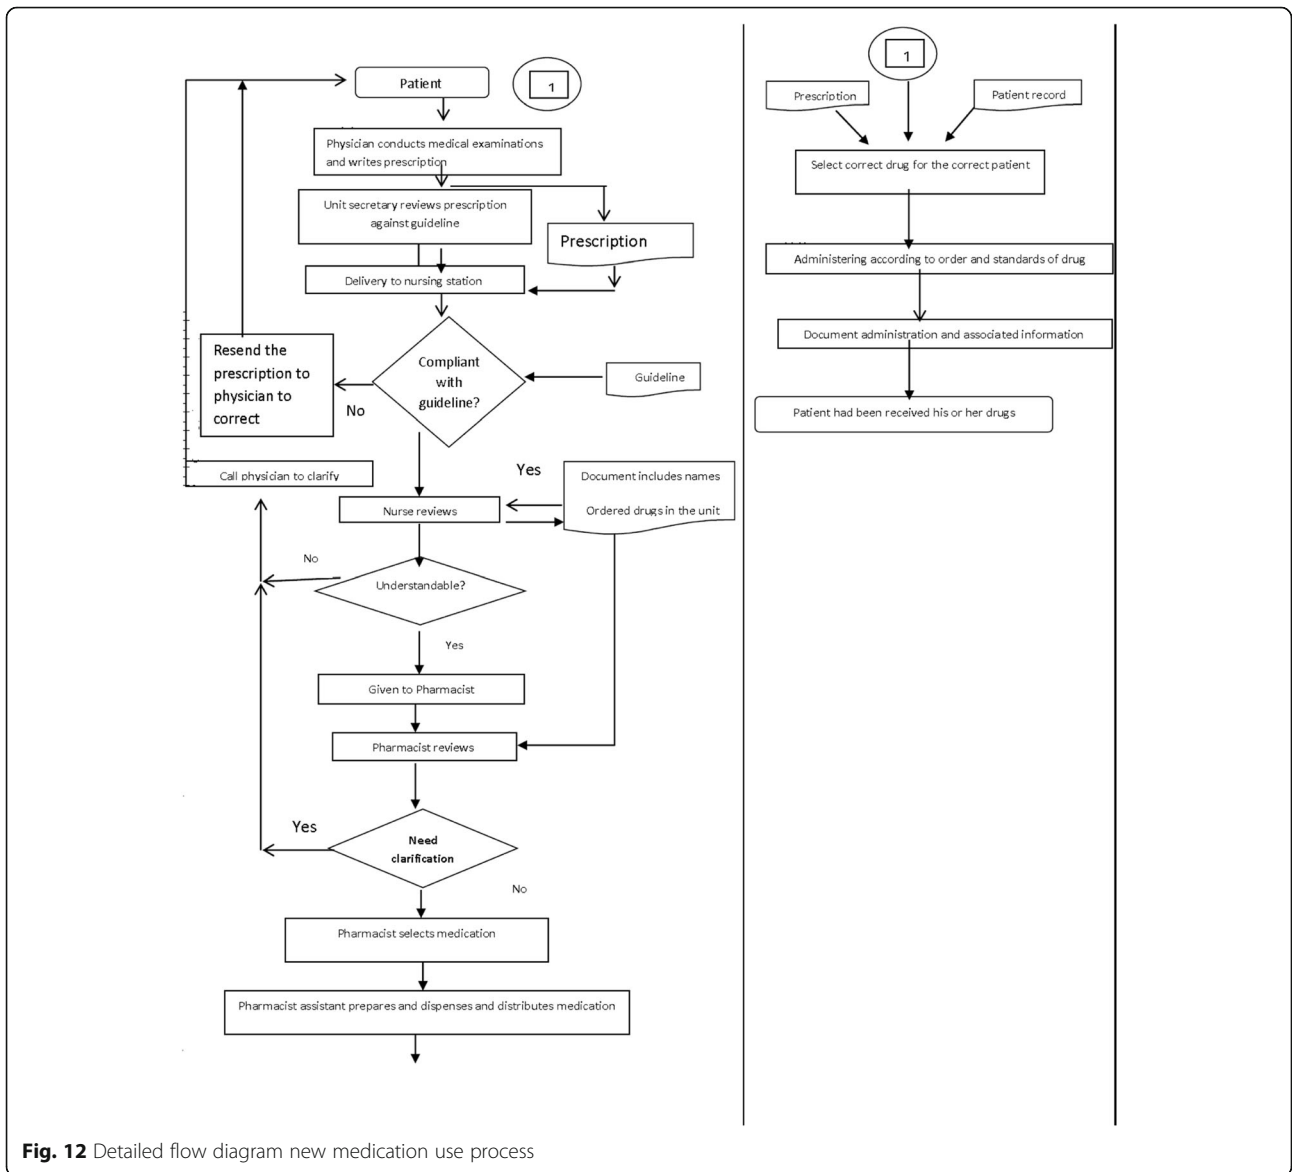 Patient
1
Physician conducts medical examinations
and writes prescription
Unit secretary reviews prescription
against guideline
Prescription
Delivery to nursing station
Compliant
with
guideline?
Guideline
No
Resend the
prescription to
physician to
correct
Call physician to clarify
Yes
Document includes names
Ordered drugs in the unit
Nurse reviews
No
Understandable?
Yes
Given to Pharmacist
Pharmacist reviews
Yes
Need
clarification
No
Pharmacist selects medication
Pharmacist assistant prepares and dispenses and distributes medication
1
Prescription
Patient record
Select correct drug for the correct patient
Administering according to order and standards of drug
Document administration and associated information
Patient had been received his or her drugs
Fig. 12 Detailed flow diagram new medication use process